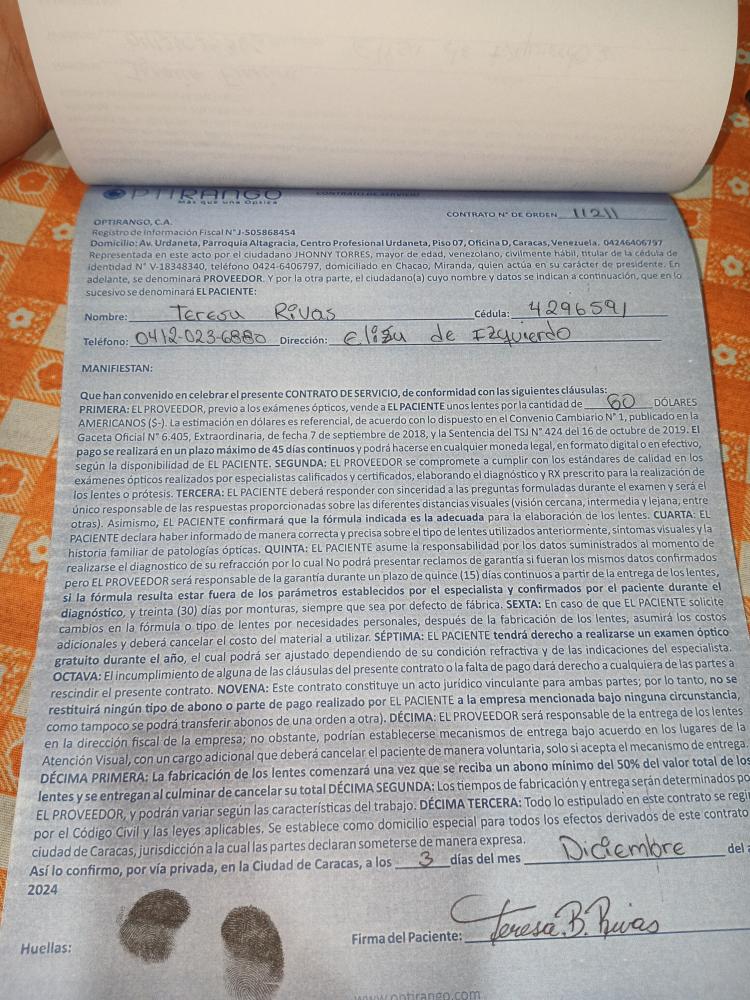 OPTIRANGO
CONTRATO DE SERVICIO
Más que una Óptica
CONTRATO N° DE ORDEN 11211
OPTIRANGO, C.A.
Registro de Información Fiscal N° J-505868454
Domicilio: Av. Urdaneta, Parroquia Altagracia, Centro Profesional Urdaneta, Piso 07, Oficina D, Caracas, Venezuela. 04246406797
Representada en este acto por el ciudadano JHONNY TORRES, mayor de edad, venezolano, civilmente hábil, titular de la cédula de
identidad N° V-18348340, teléfono 0424-6406797, domiciliado en Chacao, Miranda, quien actúa en su carácter de presidente. En
adelante, se denominará PROVEEDOR. Y por la otra parte, el ciudadano(a) cuyo nombre y datos se indican a continuación, que en lo
sucesivo se denominará EL PACIENTE:
Nombre: Teresa Rivas Cédula: 4296591
Teléfono: 0412-023-6880 Dirección: Eliza de Izquierdo
MANIFIESTAN:
Que han convenido en celebrar el presente CONTRATO DE SERVICIO, de conformidad con las siguientes cláusulas:
PRIMERA: EL PROVEEDOR, previo a los exámenes ópticos, vende a EL PACIENTE unos lentes por la cantidad de 60 DÓLARES
AMERICANOS ($-). La estimación en dólares es referencial, de acuerdo con lo dispuesto en el Convenio Cambiario N° 1, publicado en la
Gaceta Oficial N° 6.405, Extraordinaria, de fecha 7 de septiembre de 2018, y la Sentencia del TSJ N° 424 del 16 de octubre de 2019. El
pago se realizará en un plazo máximo de 45 días continuos y podrá hacerse en cualquier moneda legal, en formato digital o en efectivo,
según la disponibilidad de EL PACIENTE. SEGUNDA: EL PROVEEDOR se compromete a cumplir con los estándares de calidad en los
exámenes ópticos realizados por especialistas calificados y certificados, elaborando el diagnóstico y RX prescrito para la realización de
los lentes o prótesis. TERCERA: EL PACIENTE deberá responder con sinceridad a las preguntas formuladas durante el examen y será el
único responsable de las respuestas proporcionadas sobre las diferentes distancias visuales (visión cercana, intermedia y lejana, entre
otras). Asimismo, EL PACIENTE confirmará que la fórmula indicada es la adecuada para la elaboración de los lentes. CUARTA: EL
PACIENTE declara haber informado de manera correcta y precisa sobre el tipo de lentes utilizados anteriormente, síntomas visuales y la
historia familiar de patologías ópticas. QUINTA: EL PACIENTE asume la responsabilidad por los datos suministrados al momento de
realizarse el diagnostico de su refracción por lo cual No podrá presentar reclamos de garantía si fueran los mismos datos confirmados
pero EL PROVEEDOR será responsable de la garantía durante un plazo de quince (15) días continuos a partir de la entrega de los lentes,
si la fórmula resulta estar fuera de los parámetros establecidos por el especialista y confirmados por el paciente durante el
diagnóstico, y treinta (30) días por monturas, siempre que sea por defecto de fábrica. SEXTA: En caso de que EL PACIENTE solicite
cambios en la fórmula o tipo de lentes por necesidades personales, después de la fabricación de los lentes, asumirá los costos
adicionales y deberá cancelar el costo del material a utilizar. SÉPTIMA: EL PACIENTE tendrá derecho a realizarse un examen óptico
gratuito durante el año, el cual podrá ser ajustado dependiendo de su condición refractiva y de las indicaciones del especialista.
OCTAVA: El incumplimiento de alguna de las cláusulas del presente contrato o la falta de pago dará derecho a cualquiera de las partes a
rescindir el presente contrato. NOVENA: Este contrato constituye un acto jurídico vinculante para ambas partes; por lo tanto, no se
restituirá ningún tipo de abono o parte de pago realizado por EL PACIENTE a la empresa mencionada bajo ninguna circunstancia,
como tampoco se podrá transferir abonos de una orden a otra). DÉCIMA: EL PROVEEDOR será responsable de la entrega de los lentes
en la dirección fiscal de la empresa; no obstante, podrían establecerse mecanismos de entrega bajo acuerdo en los lugares de la
Atención Visual, con un cargo adicional que deberá cancelar el paciente de manera voluntaria, solo si acepta el mecanismo de entrega.
DÉCIMA PRIMERA: La fabricación de los lentes comenzará una vez que se reciba un abono mínimo del 50% del valor total de los
lentes y se entregan al culminar de cancelar su total DÉCIMA SEGUNDA: Los tiempos de fabricación y entrega serán determinados po
EL PROVEEDOR, y podrán variar según las características del trabajo. DÉCIMA TERCERA: Todo lo estipulado en este contrato se regi
por el Código Civil y las leyes aplicables. Se establece como domicilio especial para todos los efectos derivados de este contrato
ciudad de Caracas, jurisdicción a la cual las partes declaran someterse de manera expresa.
Así lo confirmo, por vía privada, en la Ciudad de Caracas, a los 3 días del mes Diciembre del a
2024
Huellas:
Firma del Paciente: Teresa B. Rivas
www.optirango.com